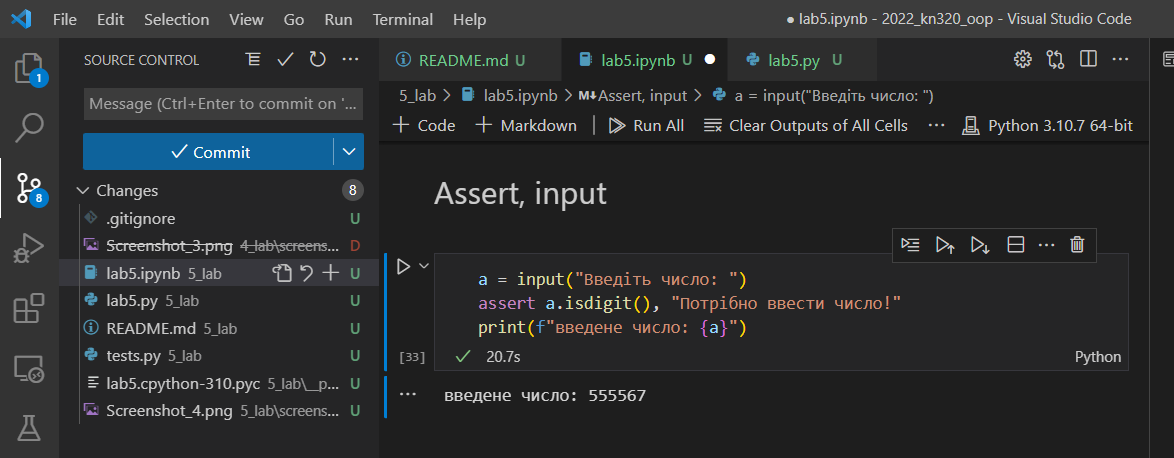 File Edit Selection View Go Run Terminal Help ● lab5.ipynb - 2022_kn320_oop - Visual Studio Code
SOURCE CONTROL
README.md U lab5.ipynb U lab5.py U
5_lab > lab5.ipynb > M↓Assert, input > a = input("Введіть число: ")
Message (Ctrl+Enter to commit on '...
+ Code + Markdown Run All Clear Outputs of All Cells ... Python 3.10.7 64-bit
Commit
Changes 8
.gitignore U
Screenshot_3.png 4_lab\screens... D
lab5.ipynb 5_lab U
lab5.py 5_lab U
README.md 5_lab U
tests.py 5_lab U
lab5.cpython-310.pyc 5_lab\__p... U
Screenshot_4.png 5_lab\screens... U
1
8
Assert, input
a = input("Введіть число: ")
assert a.isdigit(), "Потрібно ввести число!"
print(f"введене число: {a}")
[33] 20.7s Python
введене число: 555567